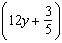 (12y + 3/5)